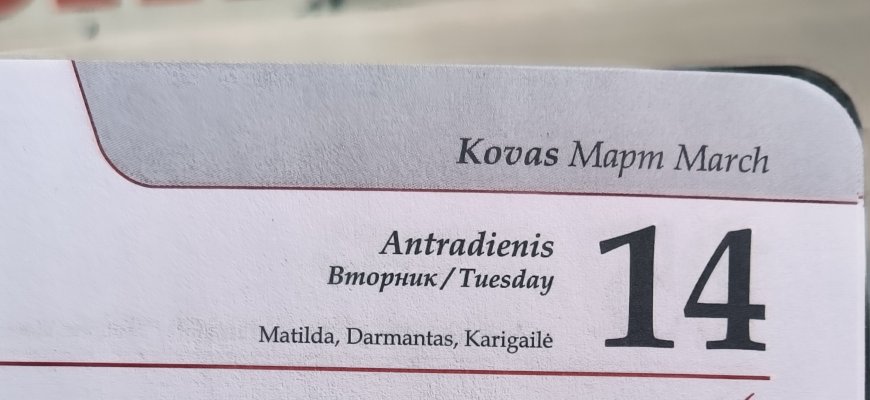 Kovas Март March
Antradienis
Вторник / Tuesday
14
Matilda, Darmantas, Karigailė